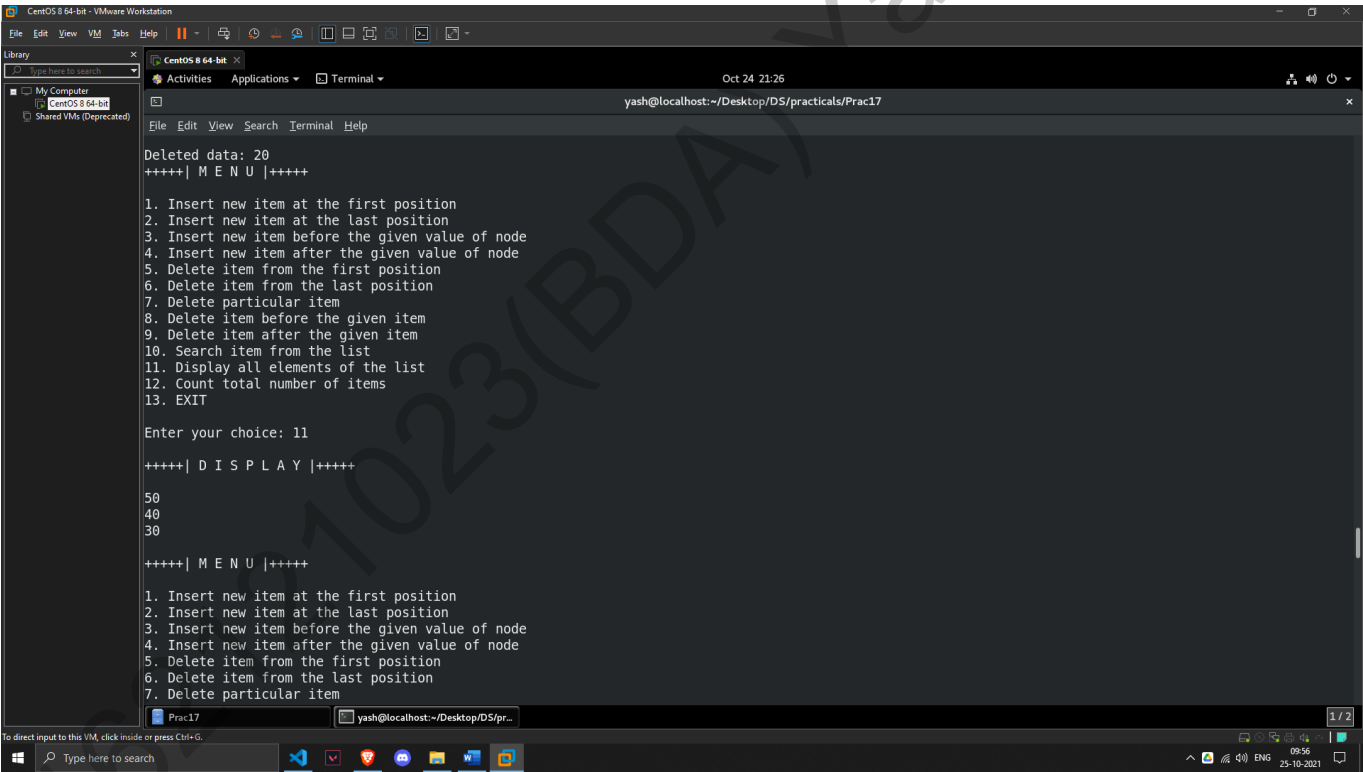 CentOS 8 64-bit - VMware Workstation
File Edit View VM Tabs Help
Library
Type here to search
My Computer
CentOS 8 64-bit
Shared VMs (Deprecated)
CentOS 8 64-bit
Activities Applications Terminal Oct 24 21:26
yash@localhost:~/Desktop/DS/practicals/Prac17
File Edit View Search Terminal Help
Deleted data: 20
+++++| M E N U |+++++
1. Insert new item at the first position
2. Insert new item at the last position
3. Insert new item before the given value of node
4. Insert new item after the given value of node
5. Delete item from the first position
6. Delete item from the last position
7. Delete particular item
8. Delete item before the given item
9. Delete item after the given item
10. Search item from the list
11. Display all elements of the list
12. Count total number of items
13. EXIT
Enter your choice: 11
+++++| D I S P L A Y |+++++
50
40
30
+++++| M E N U |+++++
1. Insert new item at the first position
2. Insert new item at the last position
3. Insert new item before the given value of node
4. Insert new item after the given value of node
5. Delete item from the first position
6. Delete item from the last position
7. Delete particular item
Prac17 yash@localhost:~/Desktop/DS/pr... 1 / 2
To direct input to this VM, click inside or press Ctrl+G.
Type here to search
ENG
09:56
25-10-2021